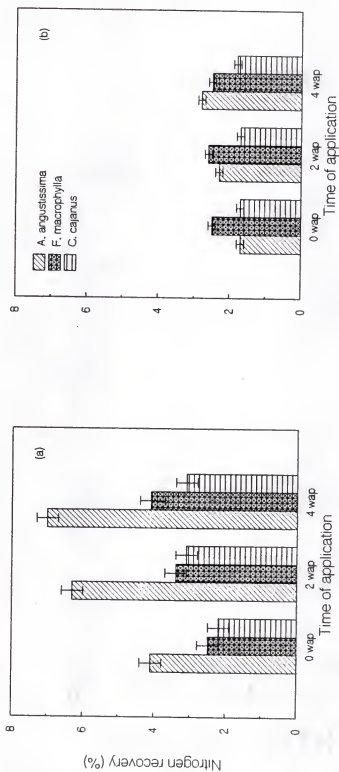 (a)
Nitrogen recovery (%)
8
6
4
2
0
0 wap
2 wap
4 wap
Time of application
(b)
A. angustissima
F. macrophylla
C. cajanus
8
6
4
2
0
0 wap
2 wap
4 wap
Time of application